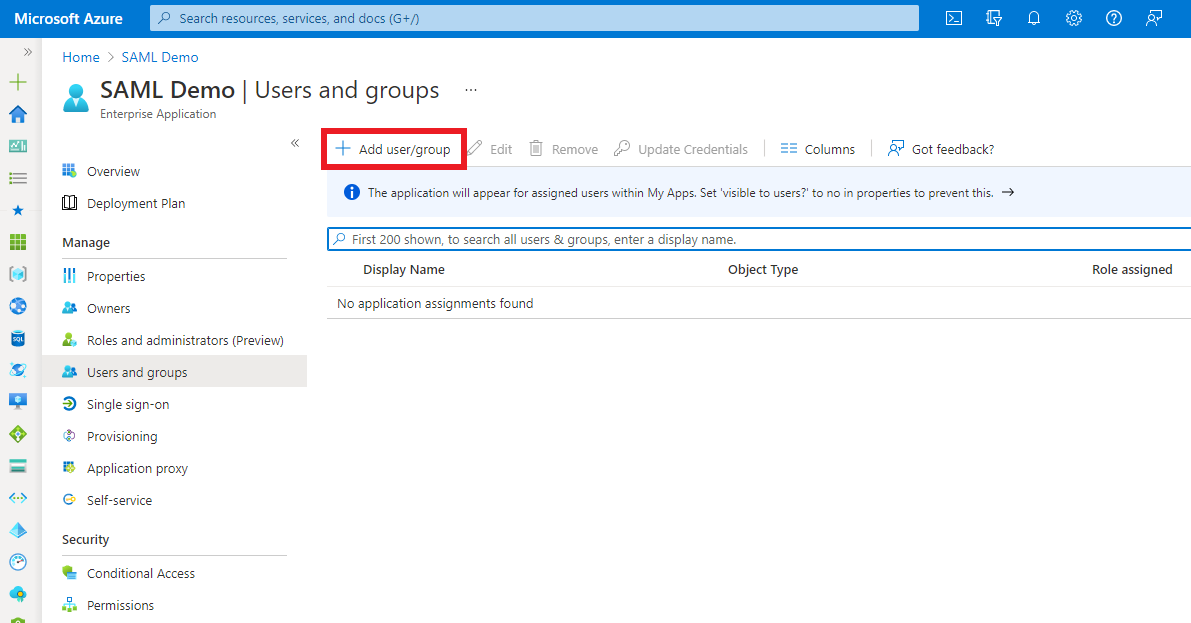 Microsoft Azure
Search resources, services, and docs (G+/)
Home > SAML Demo
SAML Demo | Users and groups ...
Enterprise Application
Overview
Deployment Plan
Manage
Properties
Owners
Roles and administrators (Preview)
Users and groups
Single sign-on
Provisioning
Application proxy
Self-service
Security
Conditional Access
Permissions
Add user/group Edit Remove Update Credentials Columns Got feedback?
The application will appear for assigned users within My Apps. Set 'visible to users?' to no in properties to prevent this. →
First 200 shown, to search all users & groups, enter a display name.
Display Name Object Type Role assigned
No application assignments found
SQL